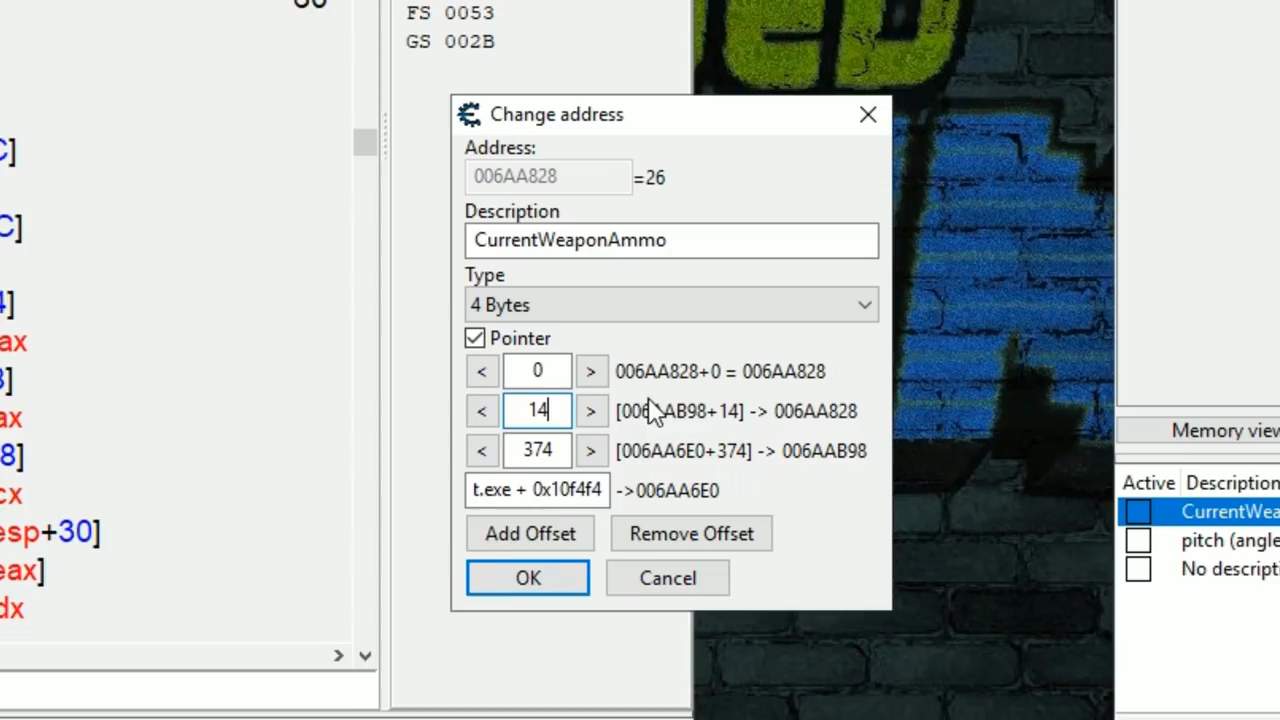 FS 0053
GS 002B
Change address
Address:
006AA828 =26
Description
CurrentWeaponAmmo
Type
4 Bytes
Pointer
< 0 > 006AA828+0 = 006AA828
< 14 > AB98+14] -> 006AA828
< 374 > [006AA6E0+374] -> 006AAB98
t.exe + 0x10f4f4 ->006AA6E0
Add Offset Remove Offset
OK Cancel
C]
C]
4]
ax
]
ax
8]
cx
esp+30]
eax]
dx
Memory view
Active Description
CurrentWea
pitch (angle
No descripti